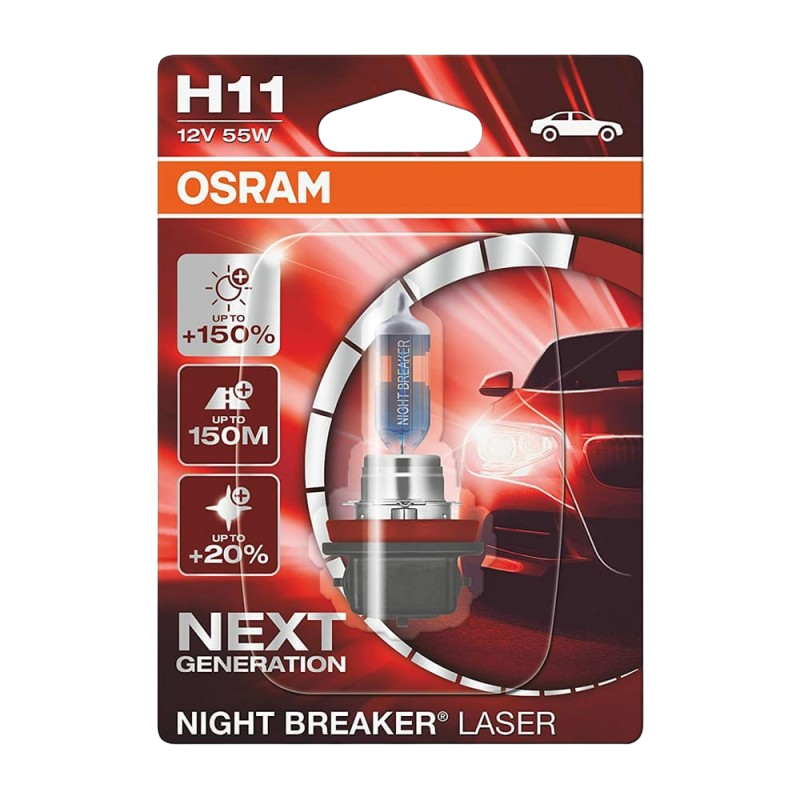 H11
12V 55W
OSRAM
UP TO
+150%
UP TO
150M
UP TO
+20%
NIGHT BREAKER
NEXT
GENERATION
NIGHT BREAKER® LASER